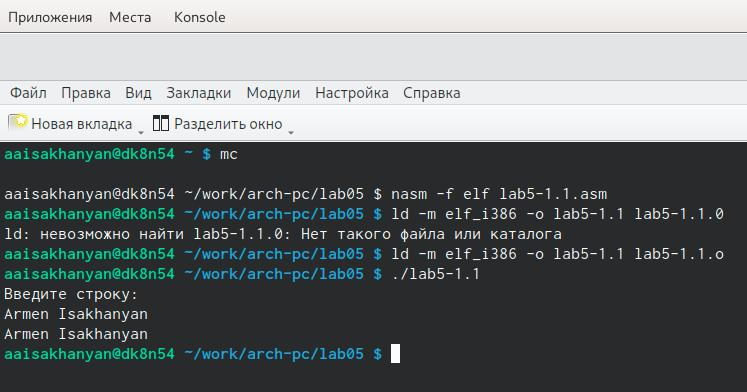 Приложения Места Konsole
Файл Правка Вид Закладки Модули Настройка Справка
Новая вкладка Разделить окно
aaisakhanyan@dk8n54 ~ $ mc
aaisakhanyan@dk8n54 ~/work/arch-pc/lab05 $ nasm -f elf lab5-1.1.asm
aaisakhanyan@dk8n54 ~/work/arch-pc/lab05 $ ld -m elf_i386 -o lab5-1.1 lab5-1.1.0
ld: невозможно найти lab5-1.1.0: Нет такого файла или каталога
aaisakhanyan@dk8n54 ~/work/arch-pc/lab05 $ ld -m elf_i386 -o lab5-1.1 lab5-1.1.o
aaisakhanyan@dk8n54 ~/work/arch-pc/lab05 $ ./lab5-1.1
Введите строку:
Armen Isakhanyan
Armen Isakhanyan
aaisakhanyan@dk8n54 ~/work/arch-pc/lab05 $